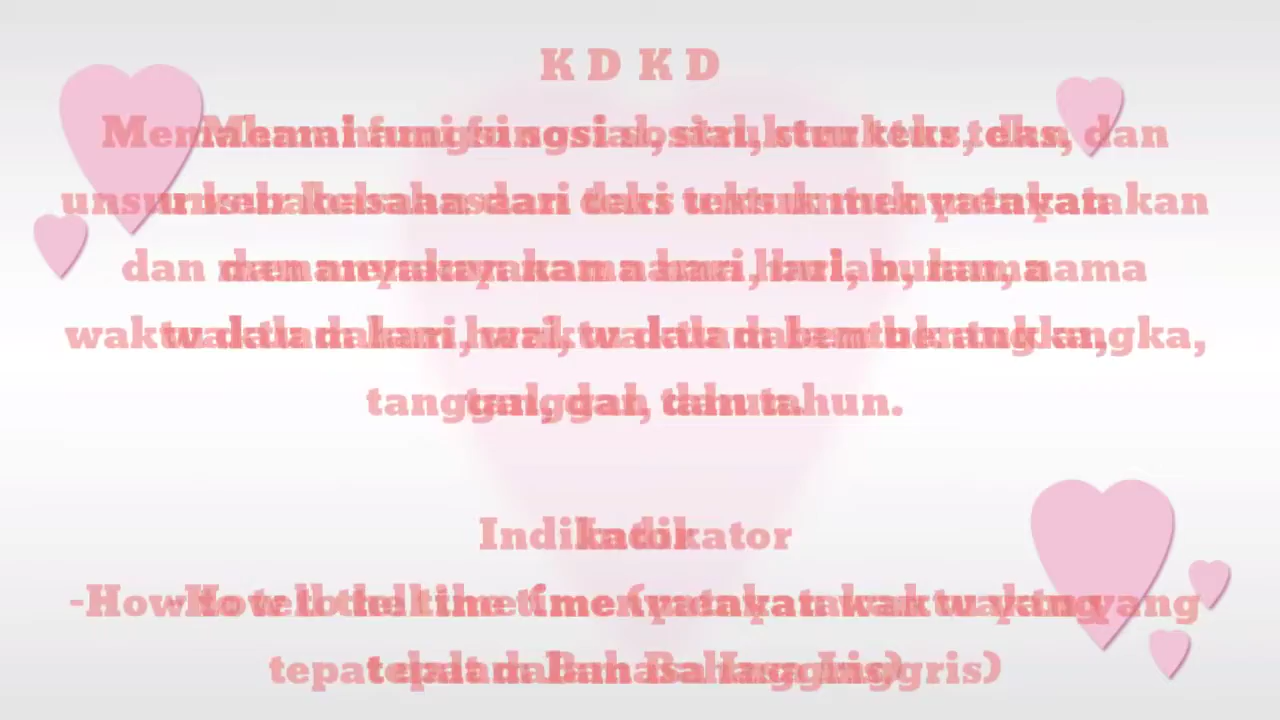 KD
Memahami fungsi sosial, struktur teks, dan
unsur kebahasaan dari teks untuk menyatakan
dan menanyakan nama hari, bulan, nama
waktu dalam hari, waktu dalam bentuk angka,
tanggal, dan tahun.
Indikator
-How to tell the time (menyatakan waktu yang
tepat dalam Bahasa Inggris)